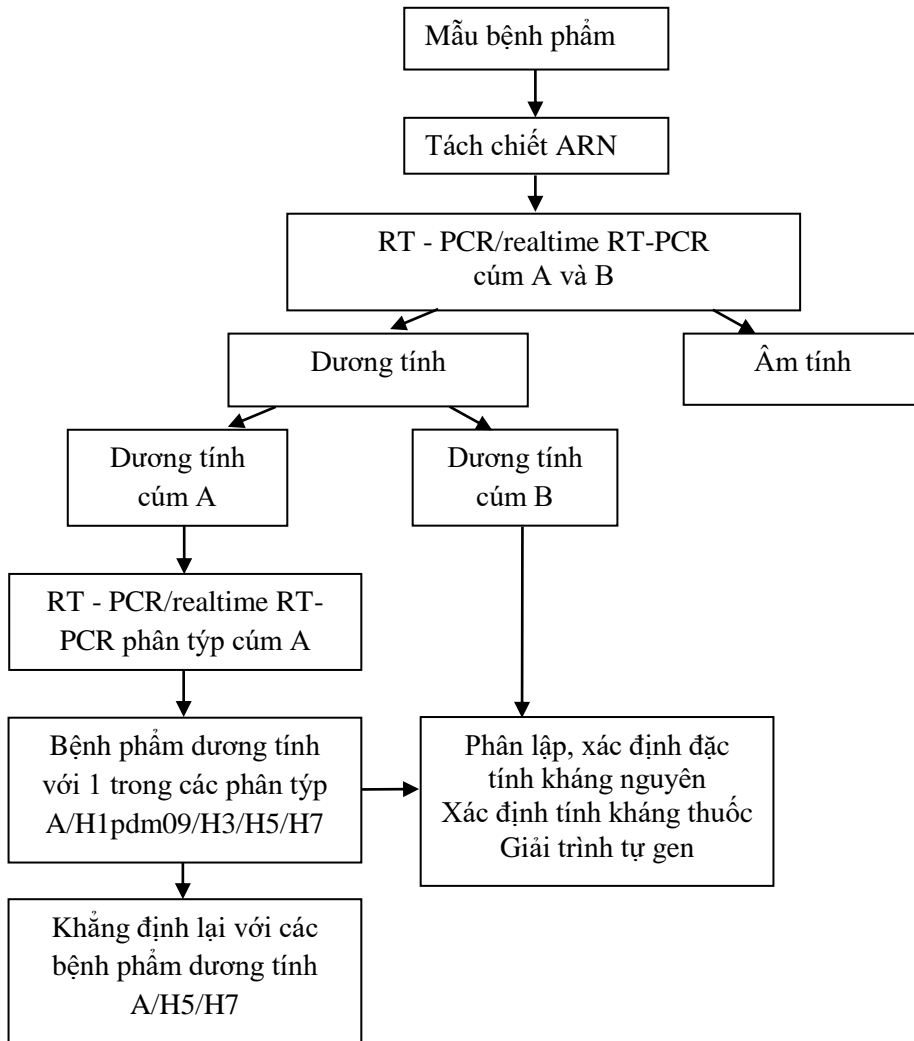 Mẫu bệnh phẩm
Tách chiết ARN
RT - PCR/realtime RT-PCR
cúm A và B
Dương tính
Âm tính
Dương tính
cúm A
Dương tính
cúm B
RT - PCR/realtime RT-
PCR phân týp cúm A
Bệnh phẩm dương tính
với 1 trong các phân týp
A/H1pdm09/H3/H5/H7
Phân lập, xác định đặc
tính kháng nguyên
Xác định tính kháng thuốc
Giải trình tự gen
Khẳng định lại với các
bệnh phẩm dương tính
A/H5/H7